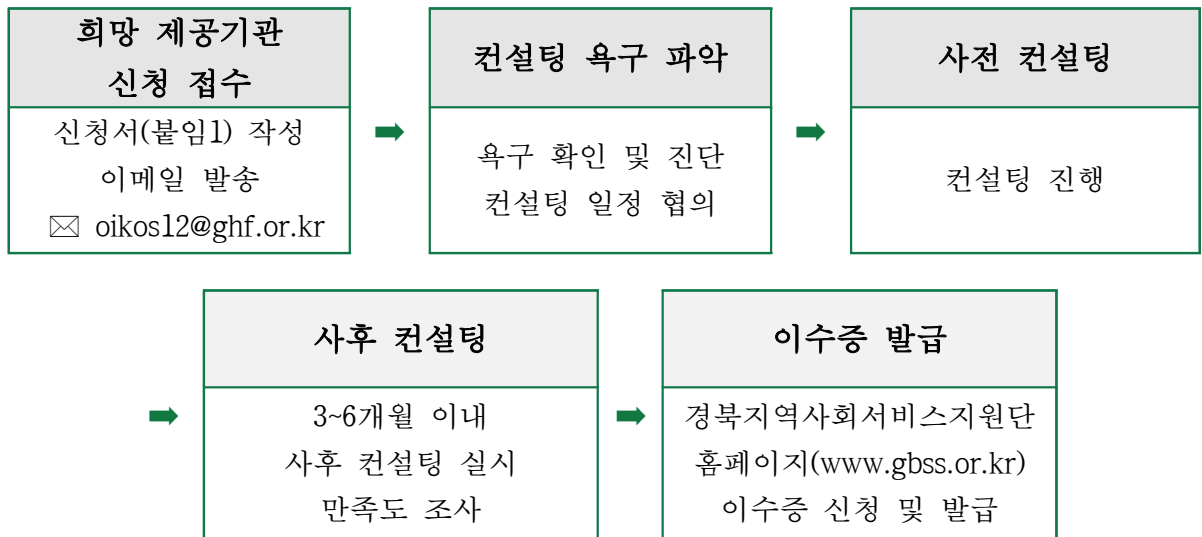 희망 제공기관
신청 접수
신청서(붙임1) 작성
이메일 발송
✉ oikos12@ghf.or.kr
컨설팅 욕구 파악
욕구 확인 및 진단
컨설팅 일정 협의
사전 컨설팅
컨설팅 진행
사후 컨설팅
3~6개월 이내
사후 컨설팅 실시
만족도 조사
이수증 발급
경북지역사회서비스지원단
홈페이지(www.gbss.or.kr)
이수증 신청 및 발급